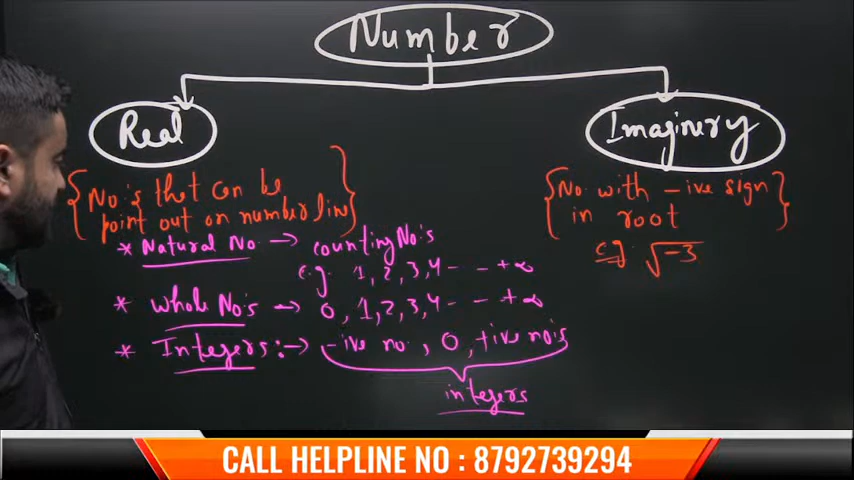 Number
Real
Imaginery
{No's that can be
point out on number line}
{No. with -ive sign
in root}
e.g. √-3
* Natural No → counting No's
e.g. 1, 2, 3, 4 - - - +∞
* Whole No's → 0, 1, 2, 3, 4 - - - +∞
* Integers :→ -ive no., 0, +ive no's
integers
CALL HELPLINE NO : 8792739294